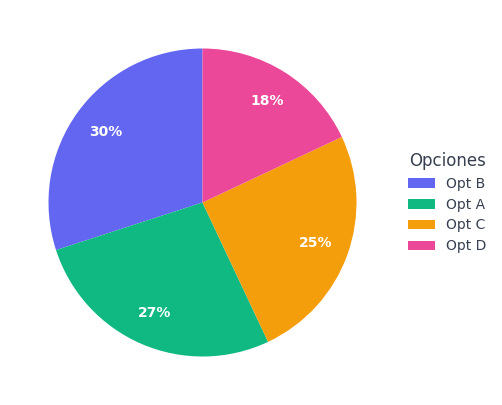 18%
30%
25%
27%
Opciones
Opt B
Opt A
Opt C
Opt D